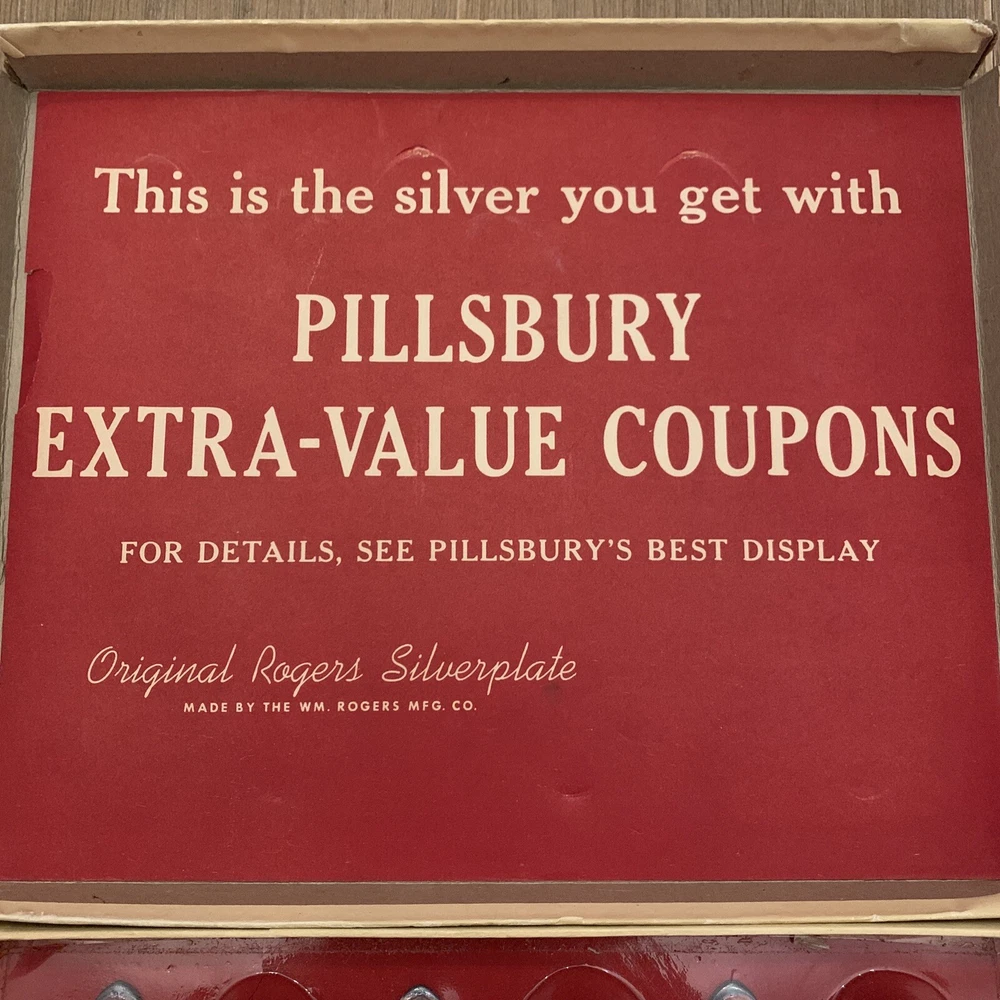 This is the silver you get with
PILLSBURY
EXTRA-VALUE COUPONS
FOR DETAILS, SEE PILLSBURY'S BEST DISPLAY
Original Rogers Silverplate
MADE BY THE WM. ROGERS MFG. CO.